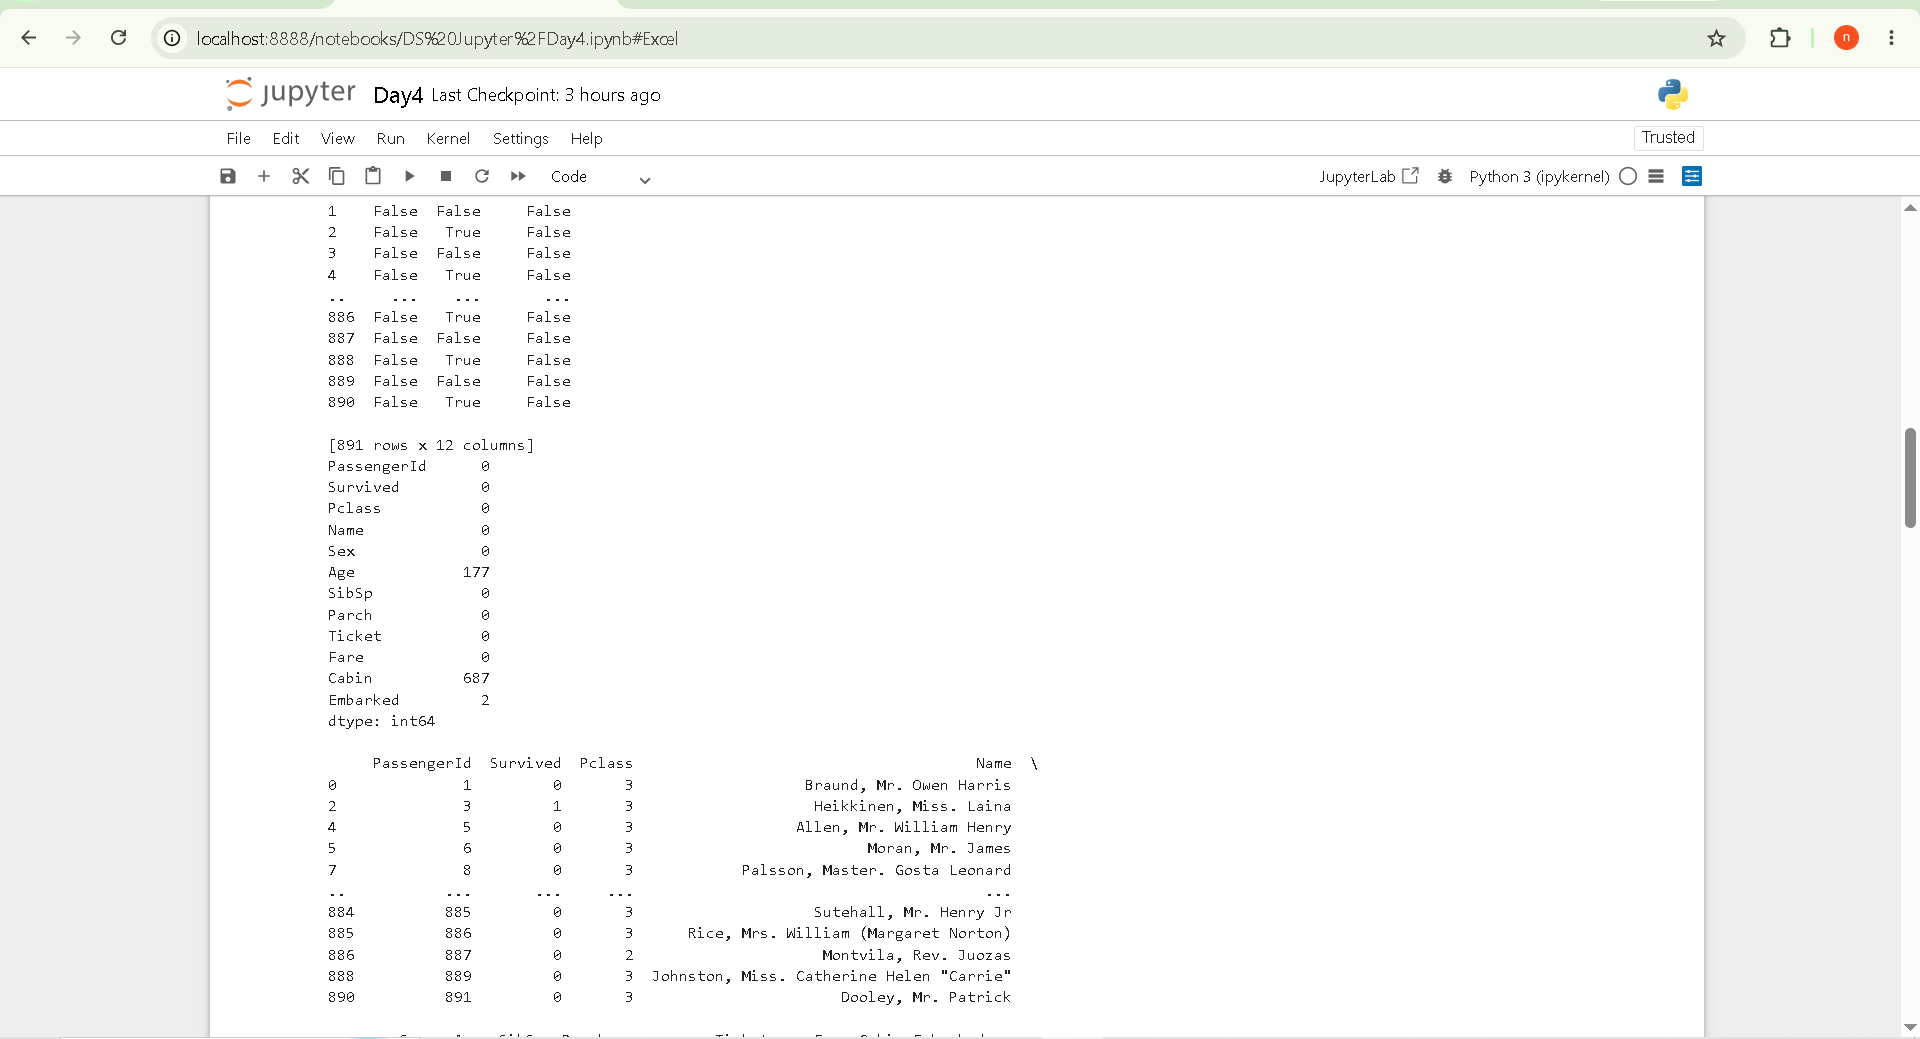 localhost:8888/notebooks/DS%20Jupyter%2FDay4.ipynb#Excel
n
jupyter Day4 Last Checkpoint: 3 hours ago
File Edit View Run Kernel Settings Help
Trusted
Code
JupyterLab
Python 3 (ipykernel)
1 False False False
2 False True False
3 False False False
4 False True False
.. ... ... ...
886 False True False
887 False False False
888 False True False
889 False False False
890 False True False
[891 rows x 12 columns]
PassengerId 0
Survived 0
Pclass 0
Name 0
Sex 0
Age 177
SibSp 0
Parch 0
Ticket 0
Fare 0
Cabin 687
Embarked 2
dtype: int64
PassengerId Survived Pclass Name \
0 1 0 3 Braund, Mr. Owen Harris
2 3 1 3 Heikkinen, Miss. Laina
4 5 0 3 Allen, Mr. William Henry
5 6 0 3 Moran, Mr. James
7 8 0 3 Palsson, Master. Gosta Leonard
.. ... ... ... ...
884 885 0 3 Sutehall, Mr. Henry Jr
885 886 0 3 Rice, Mrs. William (Margaret Norton)
886 887 0 2 Montvila, Rev. Juozas
888 889 0 3 Johnston, Miss. Catherine Helen "Carrie"
890 891 0 3 Dooley, Mr. Patrick